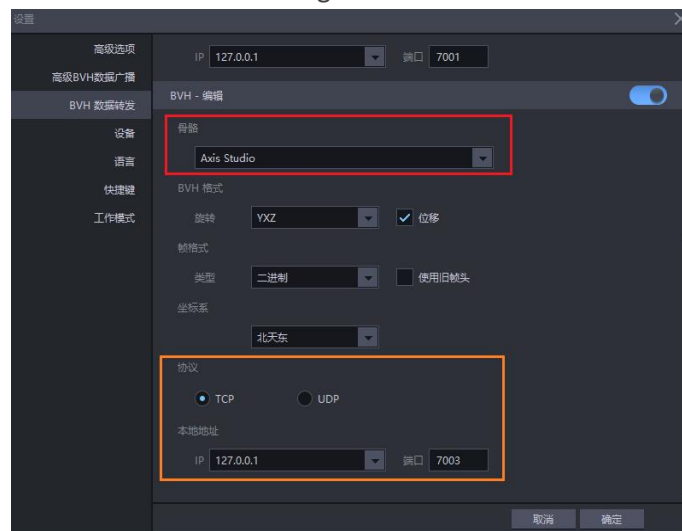 设置
高级选项
高级BVH数据广播
BVH 数据转发
设备
语言
快捷键
工作模式
IP 127.0.0.1 端口 7001
BVH - 编辑
骨骼
Axis Studio
BVH 格式
旋转 YXZ 位移
帧格式
类型 二进制 使用旧帧头
坐标系
北天东
协议
TCP UDP
本地地址
IP 127.0.0.1 端口 7003
取消 确定